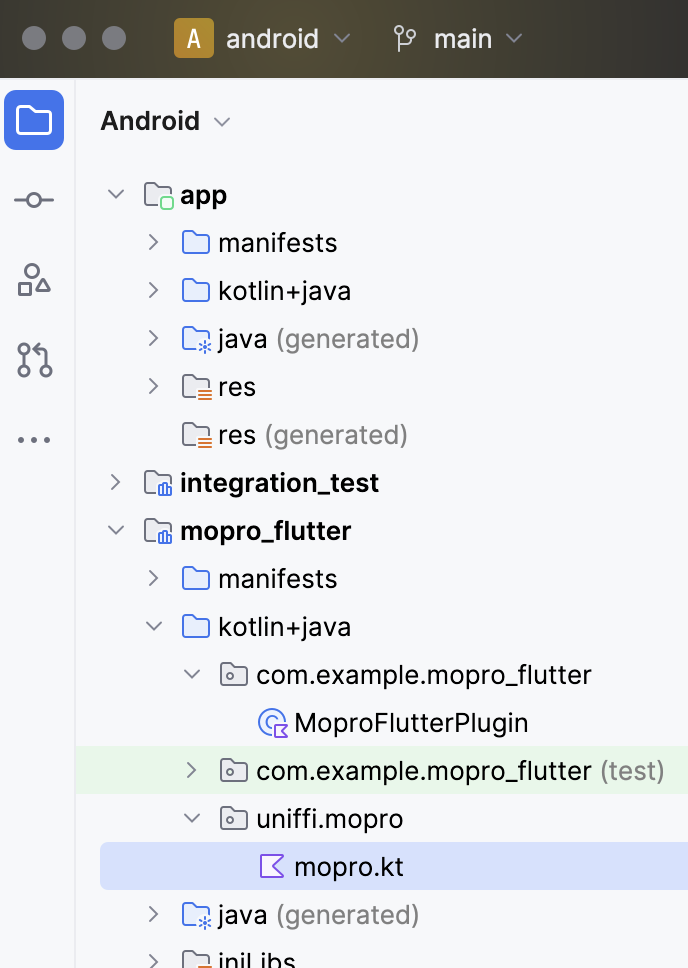 A android main
Android
app
manifests
kotlin+java
java (generated)
res
res (generated)
integration_test
mopro_flutter
manifests
kotlin+java
com.example.mopro_flutter
MoproFlutterPlugin
com.example.mopro_flutter (test)
uniffi.mopro
mopro.kt
java (generated)
jniLibs